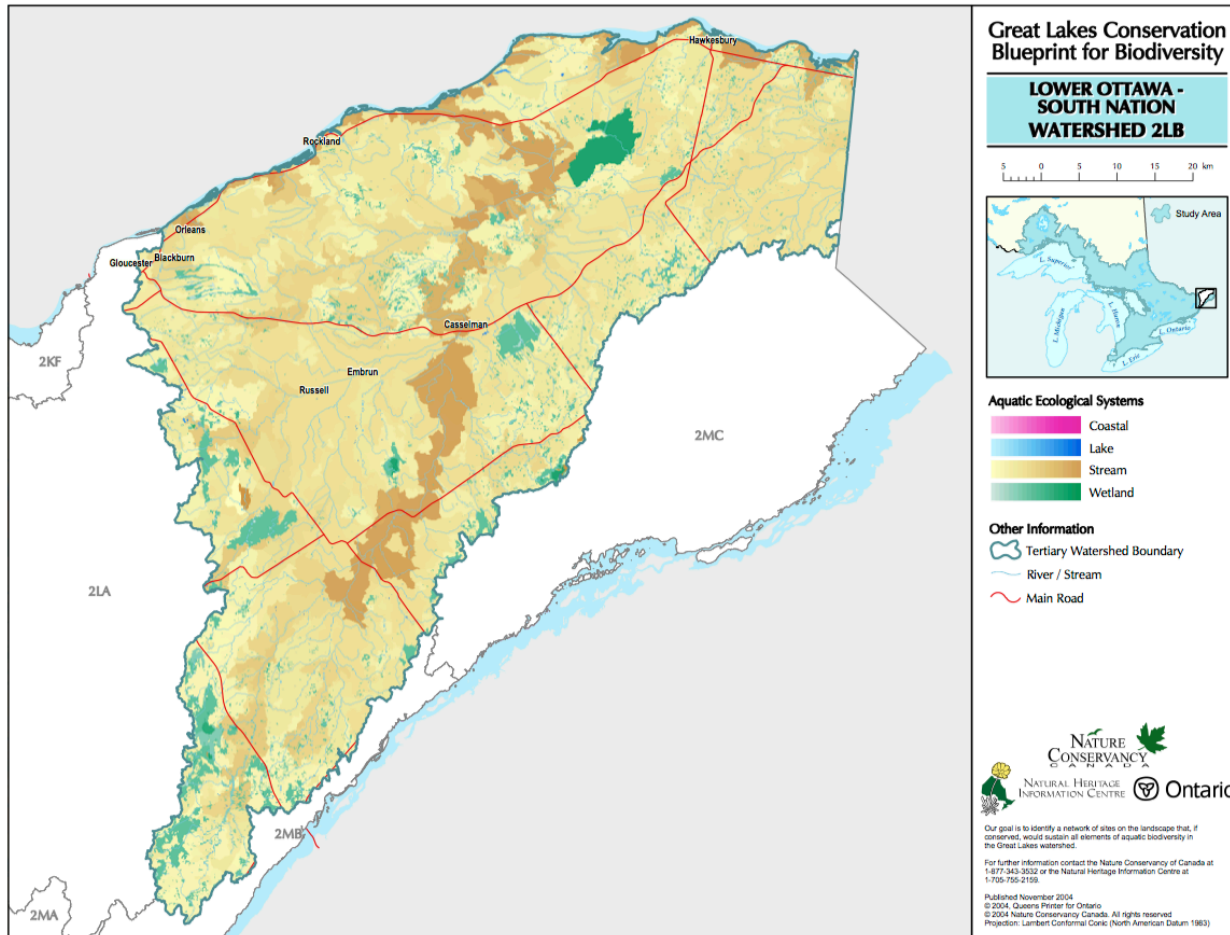 Great Lakes Conservation
Blueprint for Biodiversity
LOWER OTTAWA -
SOUTH NATION
WATERSHED 2LB
5 0 5 10 15 20 km
Study Area
L. Superior
L. Michigan
L. Huron
L. Ontario
L. Erie
Aquatic Ecological Systems
Coastal
Lake
Stream
Wetland
Other Information
Tertiary Watershed Boundary
River / Stream
Main Road
NATURE
CONSERVANCY
CANADA
NATURAL HERITAGE
INFORMATION CENTRE
Ontario
Our goal is to identify a network of sites on the landscape that, if
conserved, would sustain all elements of aquatic biodiversity in
the Great Lakes watershed.
For further information contact the Nature Conservancy of Canada at
1-877-343-3532 or the Natural Heritage Information Centre at
1-705-755-2159.
Published November 2004
© 2004, Queens Printer for Ontario
© 2004 Nature Conservancy Canada. All rights reserved
Projection: Lambert Conformal Conic (North American Datum 1983)
Hawkesbury
Rockland
Orleans
Blackburn
Gloucester
Casselman
Embrun
Russell
2KF
2MC
2LA
2MB
2MA